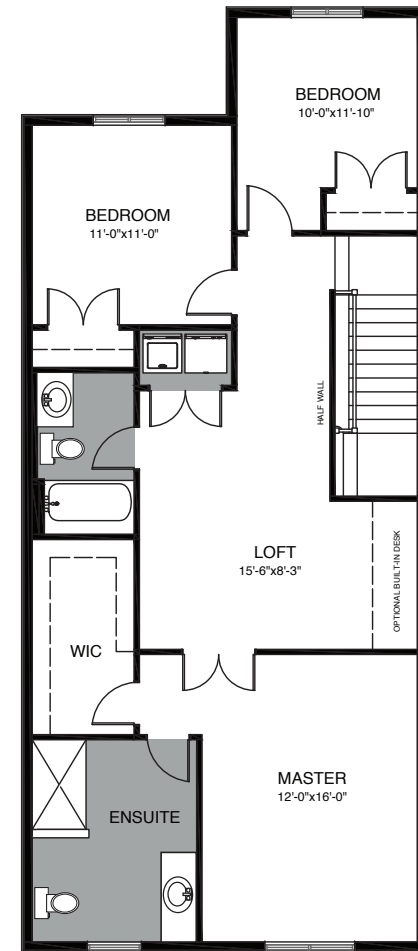 BEDROOM
10'-0"x11'-10"
BEDROOM
11'-0"x11'-0"
HALF WALL
LOFT
15'-6"x8'-3"
OPTIONAL BUILT-IN DESK
WIC
MASTER
12'-0"x16'-0"
ENSUITE